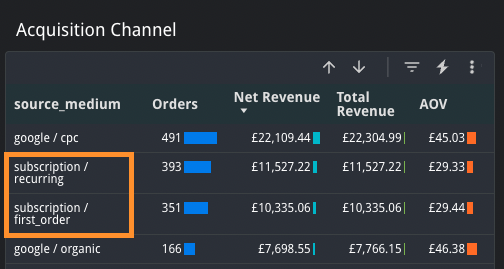 Acquisition Channel
source_medium Orders Net Revenue Total Revenue AOV
google / cpc 491 £22,109.44 £22,304.99 £45.03
subscription / recurring 393 £11,527.22 £11,527.22 £29.33
subscription / first_order 351 £10,335.06 £10,335.06 £29.44
google / organic 166 £7,698.55 £7,766.15 £46.38